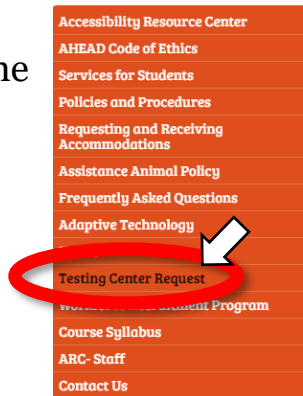 ne
Accessibility Resource Center
AHEAD Code of Ethics
Services for Students
Policies and Procedures
Requesting and Receiving
Accommodations
Assistance Animal Policy
Frequently Asked Questions
Adaptive Technology
Testing Center Request
Program
Course Syllabus
ARC- Staff
Contact Us